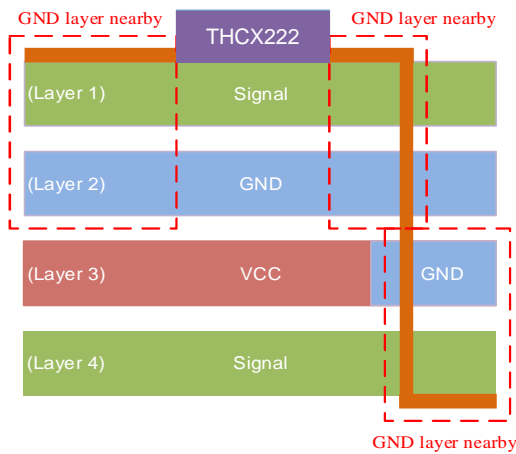 GND layer nearby
THCX222
GND layer nearby
(Layer 1) Signal
(Layer 2) GND
(Layer 3) VCC GND
(Layer 4) Signal
GND layer nearby